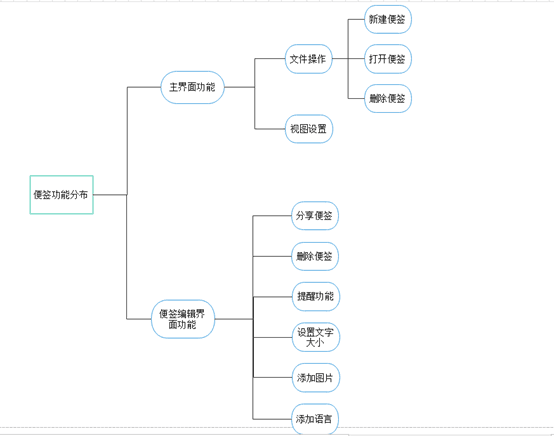 新建便签
文件操作
打开便签
主界面功能
删除便签
视图设置
便签功能分布
分享便签
删除便签
提醒功能
便签编辑界
面功能
设置文字
大小
添加图片
添加语言